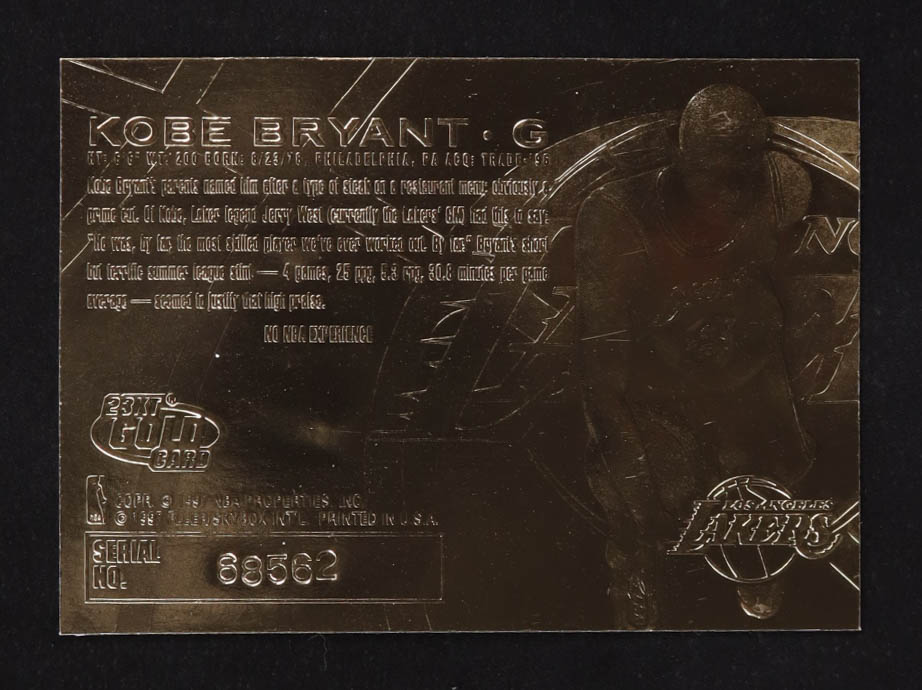 KOBE BRYANT • G
HT: 6'6" WT: 200 BORN: 8/23/78, PHILADELPHIA, PA ACQ: TRADE-'96
Kobe Bryant's parents named him after a type of steak on a restaurant menu; obviously a
prime cut. Of Kobe, Laker legend Jerry West (currently the Lakers' GM) had this to say:
"He was, by far, the most skilled player we've ever worked out. By far." Bryant's short
but terrific summer league stint — 4 games, 25 ppg, 5.3 rpg, 30.8 minutes per game
average — seemed to justify that high praise.
NO NBA EXPERIENCE
23KT®
GOLD
CARD
NBA
COPR. © 1997 NBA PROPERTIES, INC.
© 1997 FLEER/SKYBOX INT'L. PRINTED IN U.S.A.
SERIAL
NO.
68562
LOS ANGELES
LAKERS